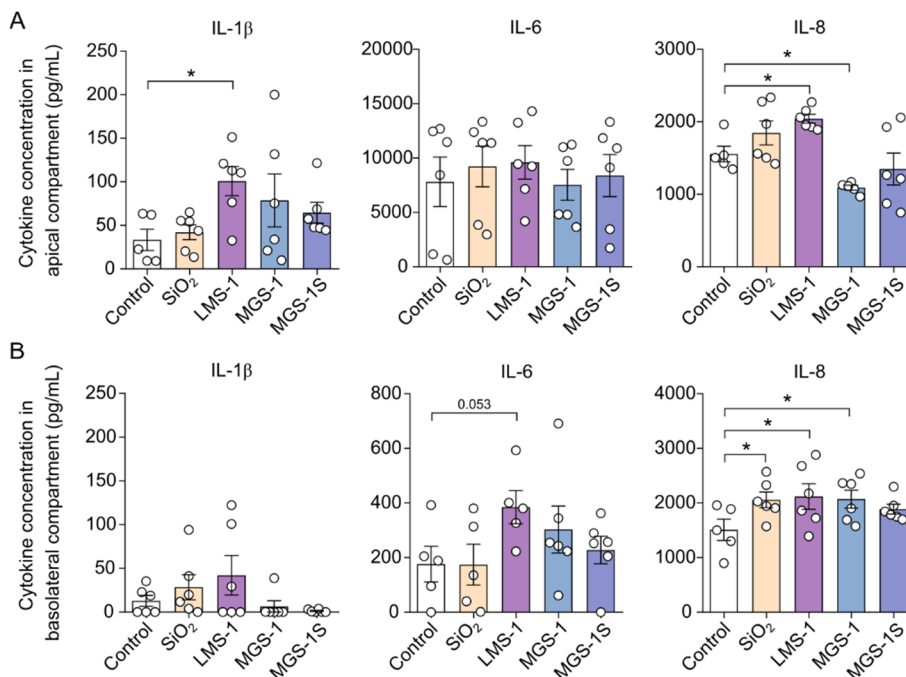 A
IL-1β
IL-6
IL-8
Cytokine concentration in
apical compartment (pg/mL)
250
200
150
100
50
0
*
Control
SiO2
LMS-1
MGS-1
MGS-1S
20000
15000
10000
5000
0
Control
SiO2
LMS-1
MGS-1
MGS-1S
3000
2000
1000
0
*
*
Control
SiO2
LMS-1
MGS-1
MGS-1S
B
IL-1β
IL-6
IL-8
Cytokine concentration in
basolateral compartment (pg/mL)
250
200
150
100
50
0
Control
SiO2
LMS-1
MGS-1
MGS-1S
800
600
400
200
0
0.053
Control
SiO2
LMS-1
MGS-1
MGS-1S
4000
3000
2000
1000
0
*
*
*
Control
SiO2
LMS-1
MGS-1
MGS-1S